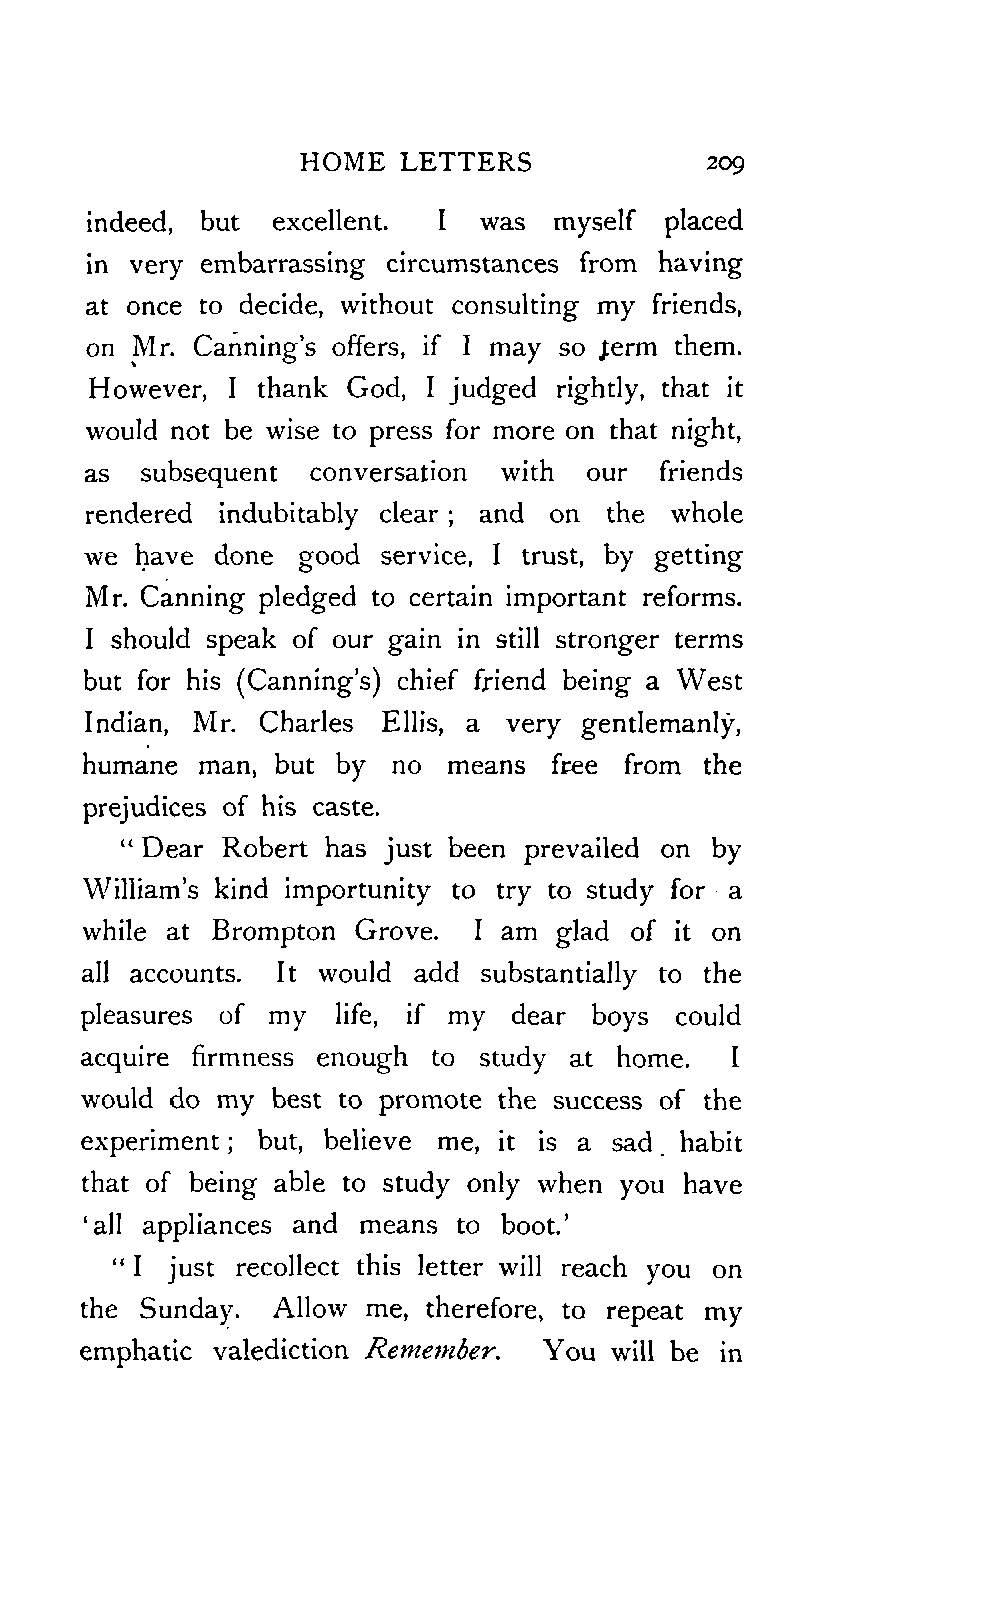 HOME LETTERS 209
indeed, but excellent. I was myself placed
in very embarrassing circumstances from having
at once to decide, without consulting my friends,
on Mr. Canning's offers, if I may so term them.
However, I thank God, I judged rightly, that it
would not be wise to press for more on that night,
as subsequent conversation with our friends
rendered indubitably clear ; and on the whole
we have done good service, I trust, by getting
Mr. Canning pledged to certain important reforms.
I should speak of our gain in still stronger terms
but for his (Canning's) chief friend being a West
Indian, Mr. Charles Ellis, a very gentlemanly,
humane man, but by no means free from the
prejudices of his caste.
“ Dear Robert has just been prevailed on by
William's kind importunity to try to study for a
while at Brompton Grove. I am glad of it on
all accounts. It would add substantially to the
pleasures of my life, if my dear boys could
acquire firmness enough to study at home. I
would do my best to promote the success of the
experiment ; but, believe me, it is a sad habit
that of being able to study only when you have
‘all appliances and means to boot.’
“ I just recollect this letter will reach you on
the Sunday. Allow me, therefore, to repeat my
emphatic valediction Remember. You will be in